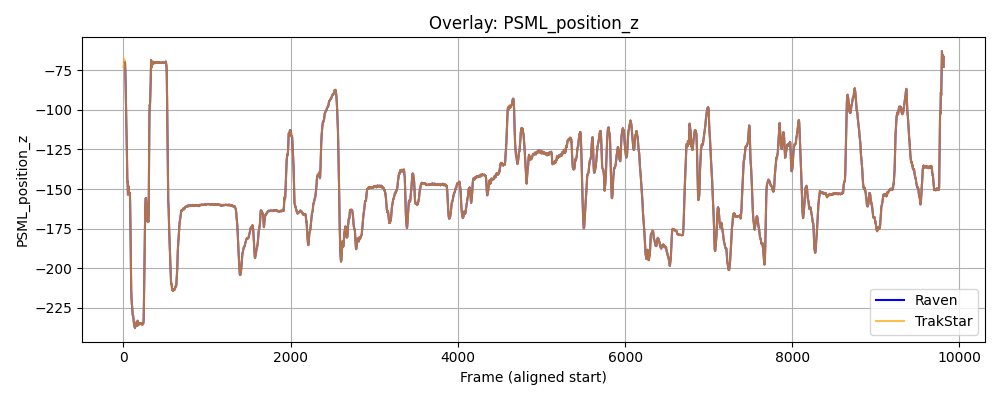 Overlay: PSML_position_z
PSML_position_z
−75
−100
−125
−150
−175
−200
−225
0
2000
4000
6000
8000
10000
Frame (aligned start)
Raven
TrakStar